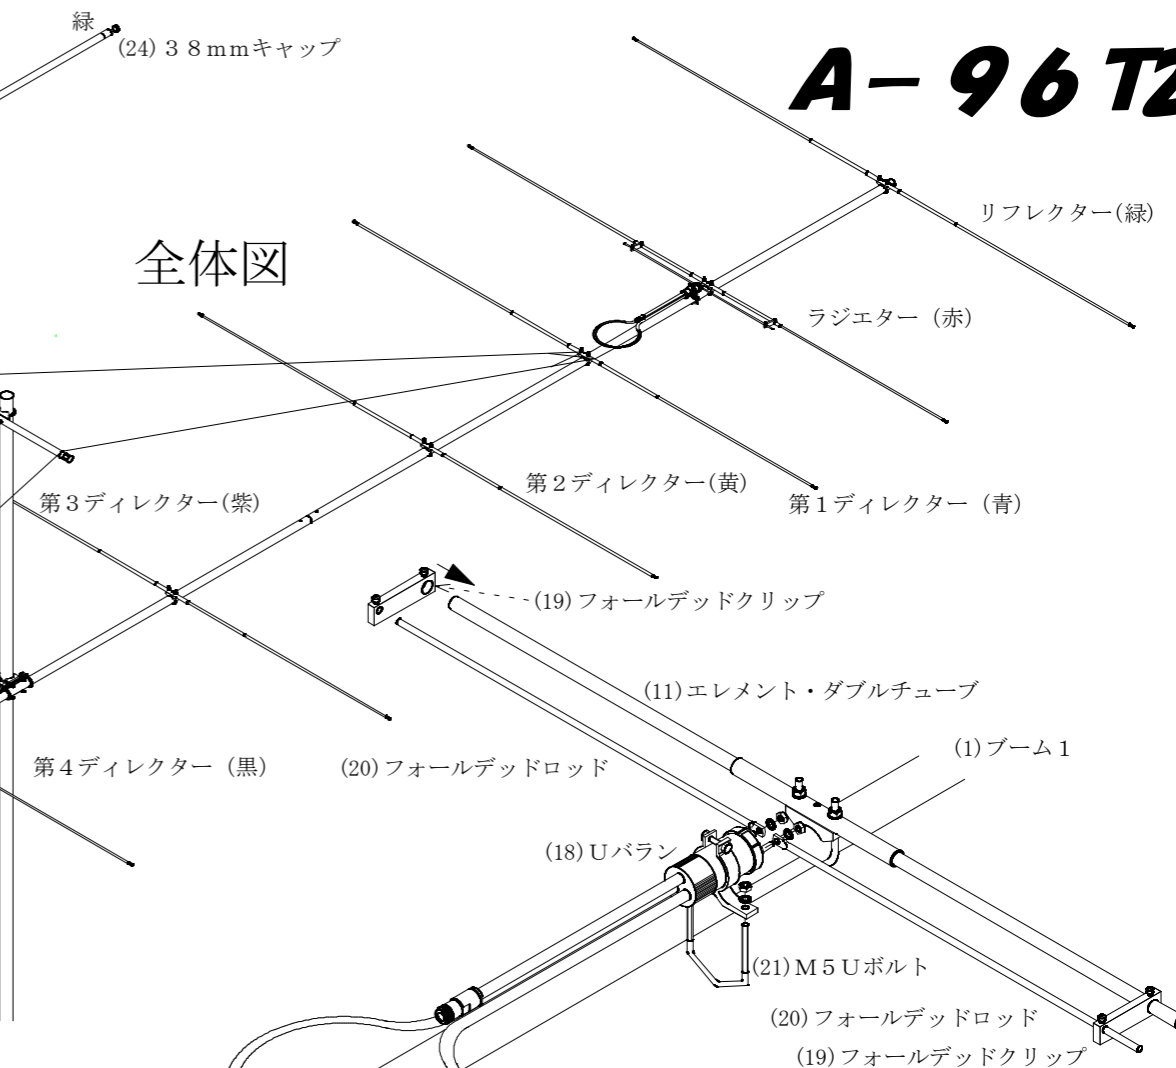 緑
(24)３８mmキャップ
A-96T2
リフレクター(緑)
全体図
ラジエター（赤）
第３ディレクター(紫)
第２ディレクター(黄)
第１ディレクター（青）
(19)フォールデッドクリップ
(11)エレメント・ダブルチューブ
(1)ブーム１
第４ディレクター（黒）
(20)フォールデッドロッド
(18)Ｕバラン
(21)Ｍ５Ｕボルト
(20)フォールデッドロッド
(19)フォールデッドクリップ